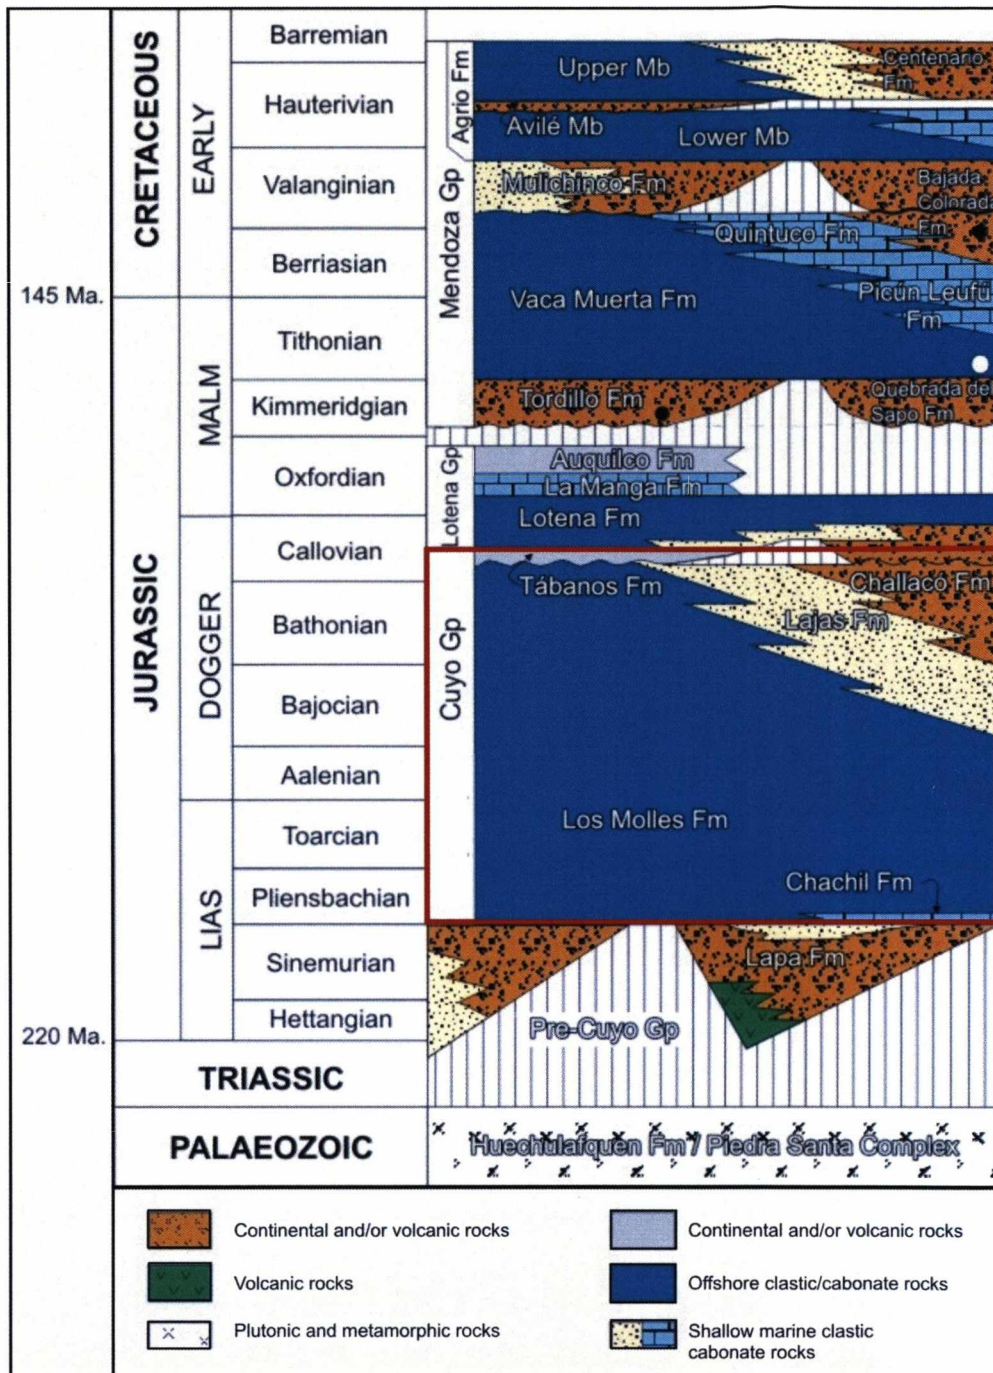 CRETACEOUS
EARLY
Barremian
Hauterivian
Valanginian
Berriasian
145 Ma.
JURASSIC
MALM
Tithonian
Kimmeridgian
Oxfordian
DOGGER
Callovian
Bathonian
Bajocian
Aalenian
LIAS
Toarcian
Pliensbachian
Sinemurian
Hettangian
220 Ma.
TRIASSIC
PALAEOZOIC
Mendoza Gp
Agrio Fm
Upper Mb
Centenario
Fm
Avilé Mb
Lower Mb
Mulichinco Fm
Bajada
Colorada
Fm
Quintuco Fm
Vaca Muerta Fm
Picún Leufú
Fm
Tordillo Fm
Quebrada del
Sapo Fm
Lotena Gp
Auquilco Fm
La Manga Fm
Lotena Fm
Cuyo Gp
Tábanos Fm
Challacó Fm
Lajas Fm
Los Molles Fm
Chachil Fm
Lapa Fm
Pre-Cuyo Gp
Huechulafquen Fm / Piedra Santa Complex
Continental and/or volcanic rocks
Volcanic rocks
Plutonic and metamorphic rocks
Continental and/or volcanic rocks
Offshore clastic/cabonate rocks
Shallow marine clastic
cabonate rocks